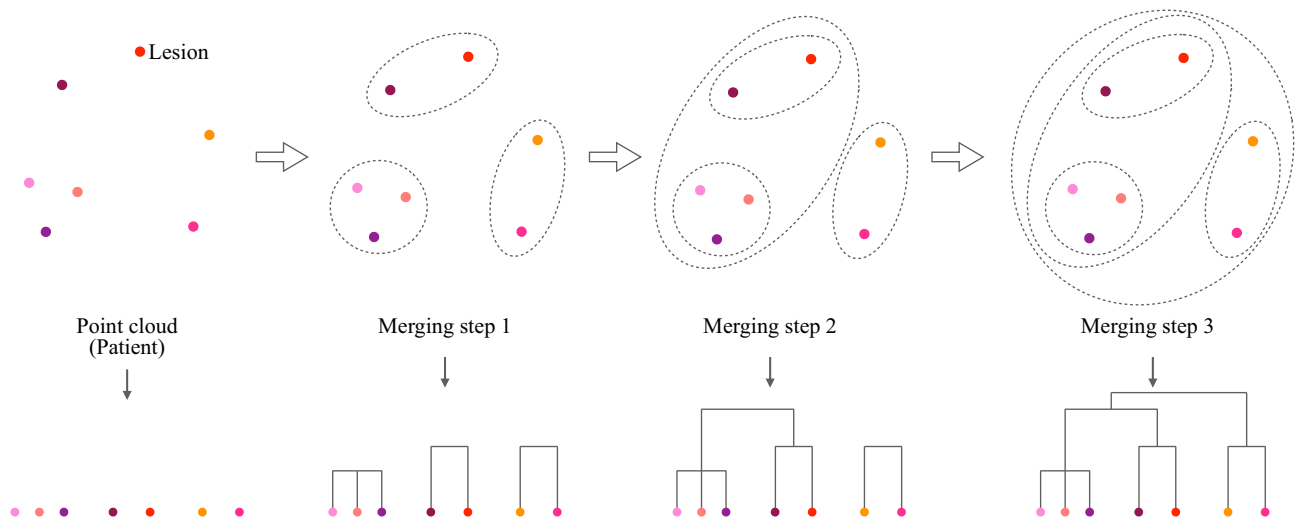 Lesion
Point cloud
(Patient)
Merging step 1
Merging step 2
Merging step 3